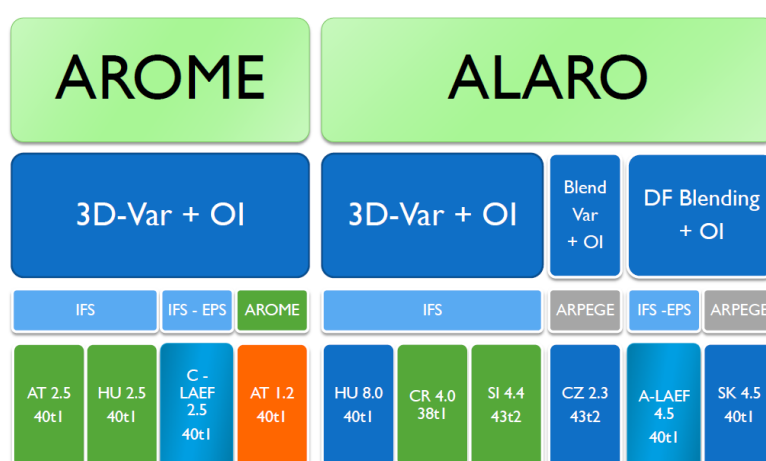 AROME
ALARO
3D-Var + OI
3D-Var + OI
Blend
Var
+ OI
DF Blending
+ OI
IFS
IFS - EPS
AROME
IFS
ARPEGE
IFS -EPS
ARPEGE
AT 2.5
40t1
HU 2.5
40t1
C -
LAEF
2.5
40t1
AT 1.2
40t1
HU 8.0
40t1
CR 4.0
38t1
SI 4.4
43t2
CZ 2.3
43t2
A-LAEF
4.5
40t1
SK 4.5
40t1